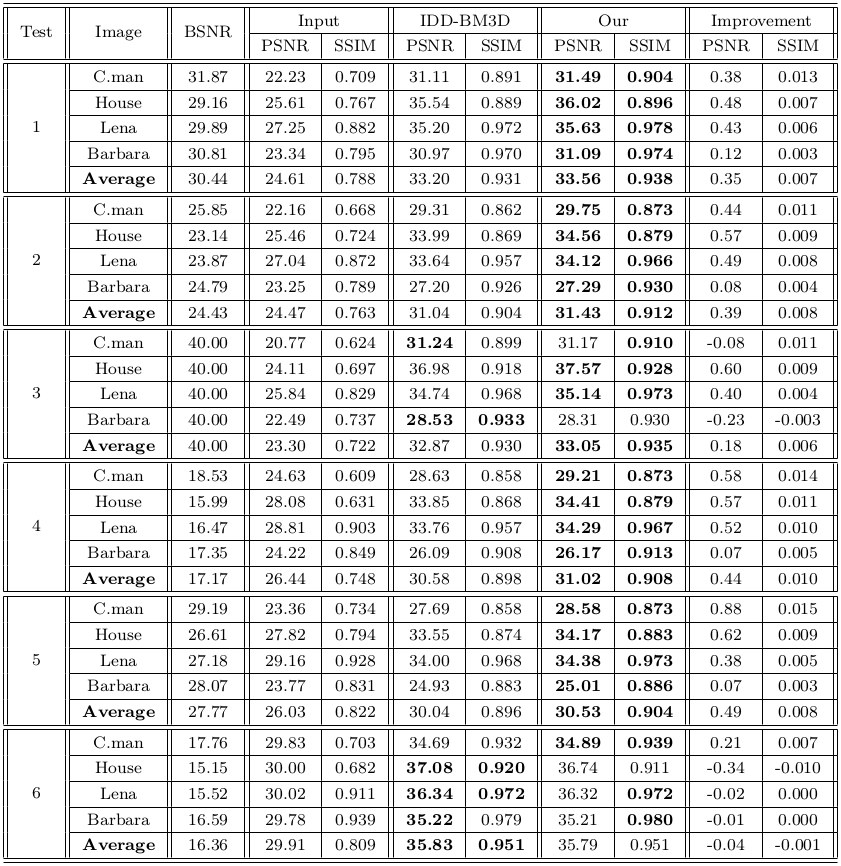 Test Image BSNR Input IDD-BM3D Our Improvement
PSNR SSIM PSNR SSIM PSNR SSIM PSNR SSIM
1
C.man 31.87 22.23 0.709 31.11 0.891 31.49 0.904 0.38 0.013
House 29.16 25.61 0.767 35.54 0.889 36.02 0.896 0.48 0.007
Lena 29.89 27.25 0.882 35.20 0.972 35.63 0.978 0.43 0.006
Barbara 30.81 23.34 0.795 30.97 0.970 31.09 0.974 0.12 0.003
Average 30.44 24.61 0.788 33.20 0.931 33.56 0.938 0.35 0.007
2
C.man 25.85 22.16 0.668 29.31 0.862 29.75 0.873 0.44 0.011
House 23.14 25.46 0.724 33.99 0.869 34.56 0.879 0.57 0.009
Lena 23.87 27.04 0.872 33.64 0.957 34.12 0.966 0.49 0.008
Barbara 24.79 23.25 0.789 27.20 0.926 27.29 0.930 0.08 0.004
Average 24.43 24.47 0.763 31.04 0.904 31.43 0.912 0.39 0.008
3
C.man 40.00 20.77 0.624 31.24 0.899 31.17 0.910 -0.08 0.011
House 40.00 24.11 0.697 36.98 0.918 37.57 0.928 0.60 0.009
Lena 40.00 25.84 0.829 34.74 0.968 35.14 0.973 0.40 0.004
Barbara 40.00 22.49 0.737 28.53 0.933 28.31 0.930 -0.23 -0.003
Average 40.00 23.30 0.722 32.87 0.930 33.05 0.935 0.18 0.006
4
C.man 18.53 24.63 0.609 28.63 0.858 29.21 0.873 0.58 0.014
House 15.99 28.08 0.631 33.85 0.868 34.41 0.879 0.57 0.011
Lena 16.47 28.81 0.903 33.76 0.957 34.29 0.967 0.52 0.010
Barbara 17.35 24.22 0.849 26.09 0.908 26.17 0.913 0.07 0.005
Average 17.17 26.44 0.748 30.58 0.898 31.02 0.908 0.44 0.010
5
C.man 29.19 23.36 0.734 27.69 0.858 28.58 0.873 0.88 0.015
House 26.61 27.82 0.794 33.55 0.874 34.17 0.883 0.62 0.009
Lena 27.18 29.16 0.928 34.00 0.968 34.38 0.973 0.38 0.005
Barbara 28.07 23.77 0.831 24.93 0.883 25.01 0.886 0.07 0.003
Average 27.77 26.03 0.822 30.04 0.896 30.53 0.904 0.49 0.008
6
C.man 17.76 29.83 0.703 34.69 0.932 34.89 0.939 0.21 0.007
House 15.15 30.00 0.682 37.08 0.920 36.74 0.911 -0.34 -0.010
Lena 15.52 30.02 0.911 36.34 0.972 36.32 0.972 -0.02 0.000
Barbara 16.59 29.78 0.939 35.22 0.979 35.21 0.980 -0.01 0.000
Average 16.36 29.91 0.809 35.83 0.951 35.79 0.951 -0.04 -0.001